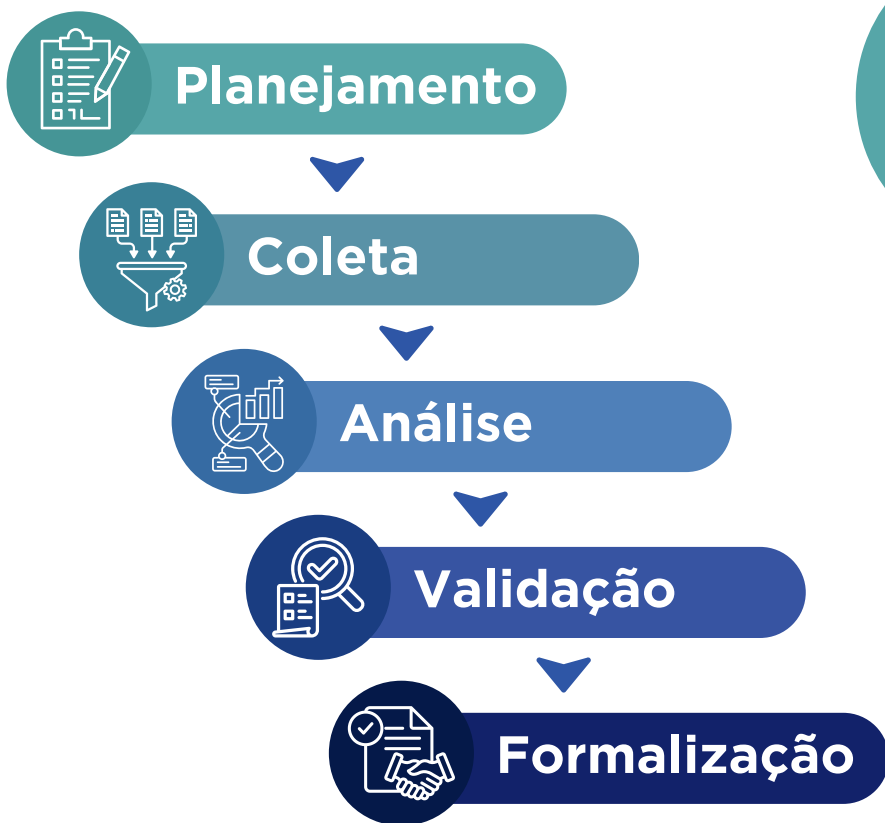 Planejamento
Coleta
Análise
Validação
Formalização